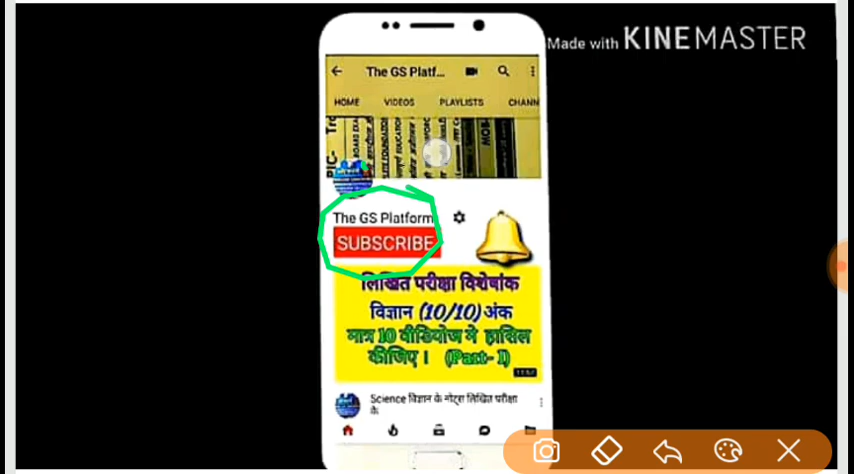 Made with KINEMASTER
The GS Platf...
HOME VIDEOS PLAYLISTS CHANN
The GS Platform
SUBSCRIBE
लिखित परीक्षा विशेषांक
विज्ञान (10/10) अंक
मात्र 10 वीडियोज मे हासिल
कीजिए। (Part-I)
Science विज्ञान के नोट्स लिखित परीक्षा
के